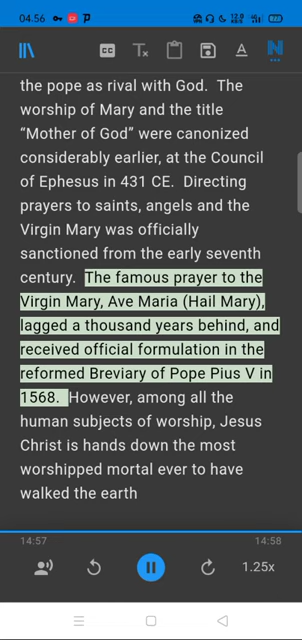 04.56
12.8
4G
CC
the pope as rival with God.  The
worship of Mary and the title
“Mother of God” were canonized
considerably earlier, at the Council
of Ephesus in 431 CE.  Directing
prayers to saints, angels and the
Virgin Mary was officially
sanctioned from the early seventh
century.  The famous prayer to the
Virgin Mary, Ave Maria (Hail Mary),
lagged a thousand years behind, and
received official formulation in the
reformed Breviary of Pope Pius V in
1568.  However, among all the
human subjects of worship, Jesus
Christ is hands down the most
worshipped mortal ever to have
walked the earth
14:57
14:58
1.25x